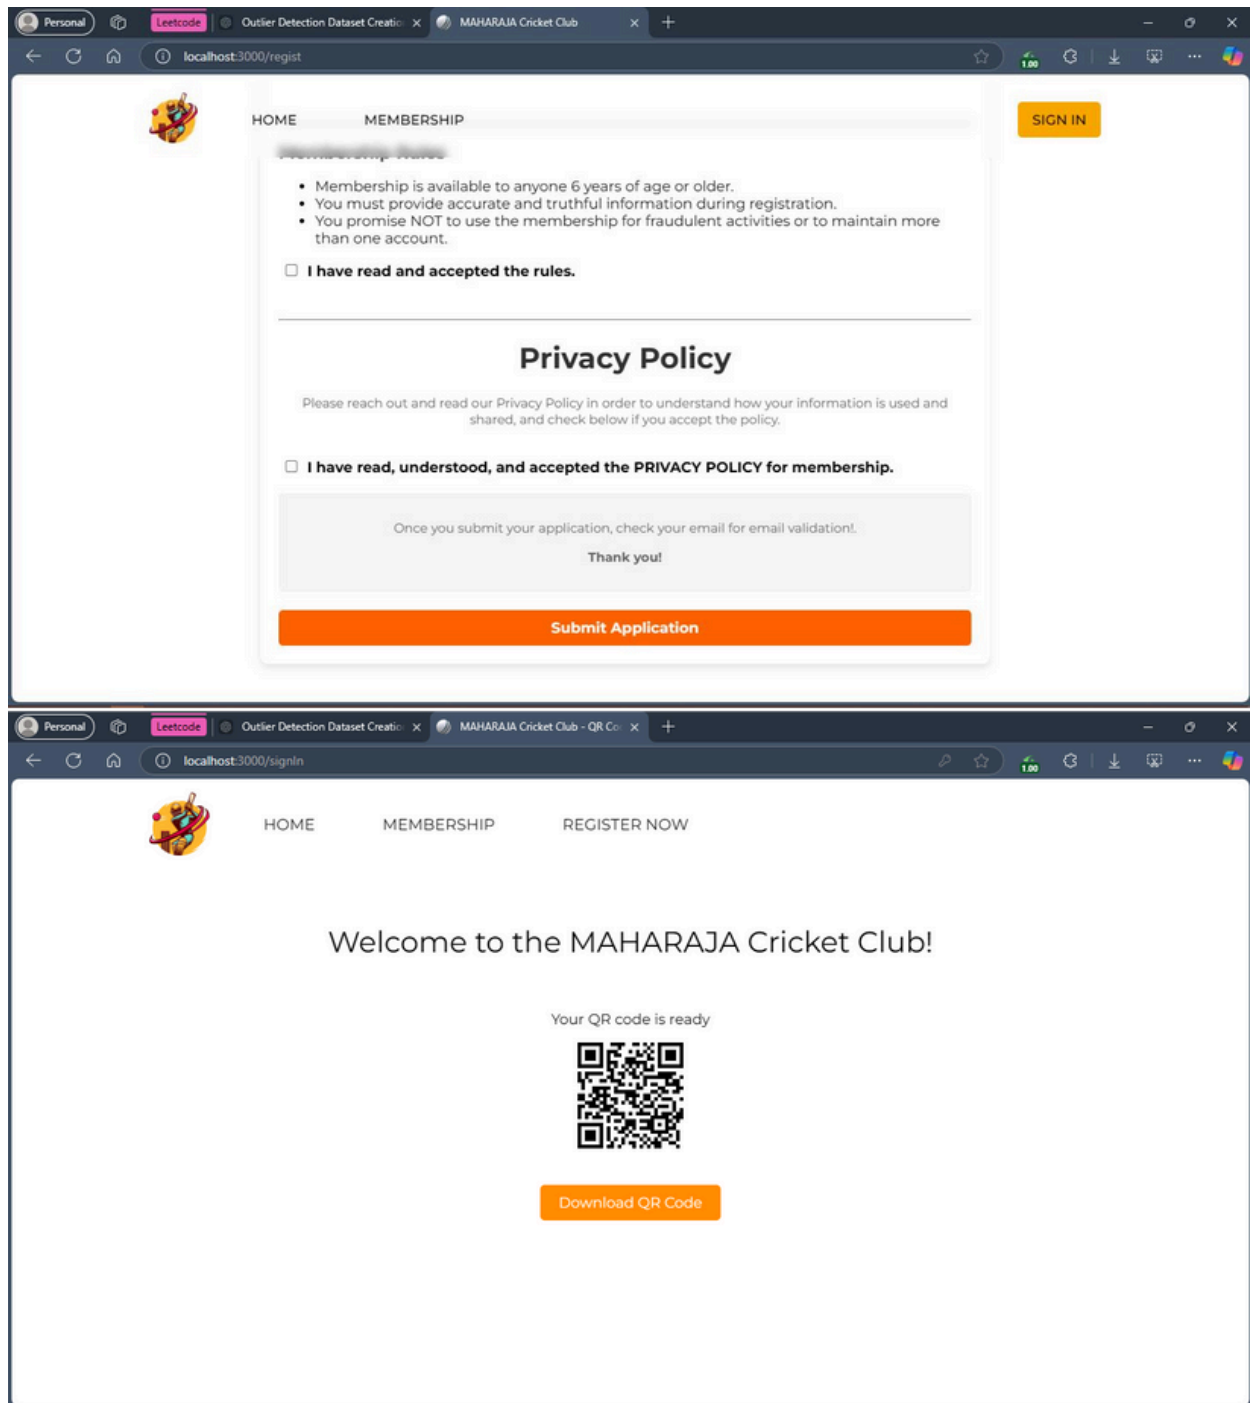 Personal
Leetcode
Outlier Detection Dataset Creatio
MAHARAJA Cricket Club
localhost:3000/regist
1.00
HOME MEMBERSHIP SIGN IN
Membership Rules
• Membership is available to anyone 6 years of age or older.
• You must provide accurate and truthful information during registration.
• You promise NOT to use the membership for fraudulent activities or to maintain more
than one account.
I have read and accepted the rules.
Privacy Policy
Please reach out and read our Privacy Policy in order to understand how your information is used and
shared, and check below if you accept the policy.
I have read, understood, and accepted the PRIVACY POLICY for membership.
Once you submit your application, check your email for email validation!.
Thank you!
Submit Application
Personal
Leetcode
Outlier Detection Dataset Creatio
MAHARAJA Cricket Club - QR Co
localhost:3000/signIn
1.00
HOME MEMBERSHIP REGISTER NOW
Welcome to the MAHARAJA Cricket Club!
Your QR code is ready
Download QR Code